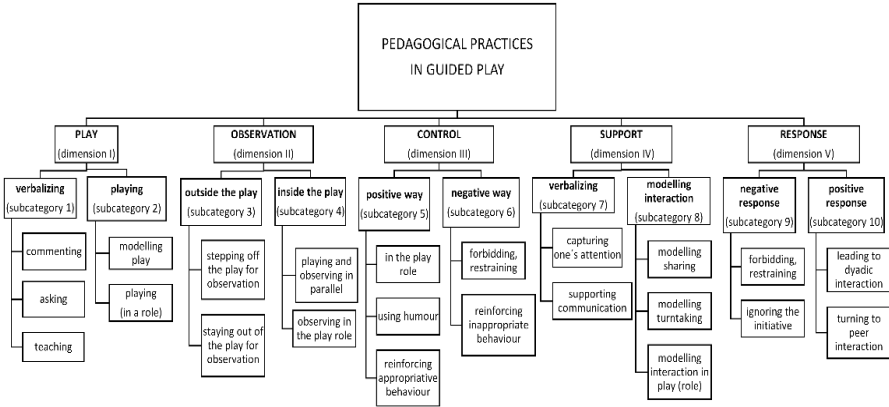 PEDAGOGICAL PRACTICES
IN GUIDED PLAY
PLAY
(dimension I)
OBSERVATION
(dimension II)
CONTROL
(dimension III)
SUPPORT
(dimension IV)
RESPONSE
(dimension V)
verbalizing
(subcategory 1)
commenting
asking
teaching
playing
(subcategory 2)
modelling
play
playing
(in a role)
outside the play
(subcategory 3)
stepping off
the play for
observation
staying out of
the play for
observation
inside the play
(subcategory 4)
playing and
observing in
parallel
observing in
the play role
positive way
(subcategory 5)
in the play
role
using humour
reinforcing
appropriative
behaviour
negative way
(subcategory 6)
forbidding,
restraining
reinforcing
inappropriate
behaviour
verbalizing
(subcategory 7)
capturing
one`s attention
supporting
communication
modelling
interaction
(subcategory 8)
modelling
sharing
modelling
turntaking
modelling
interaction in
play (role)
negative
response
(subcategory 9)
forbidding,
restraining
ignoring the
initiative
positive
response
(subcategory 10)
leading to
dyadic
interaction
turning to
peer
interaction